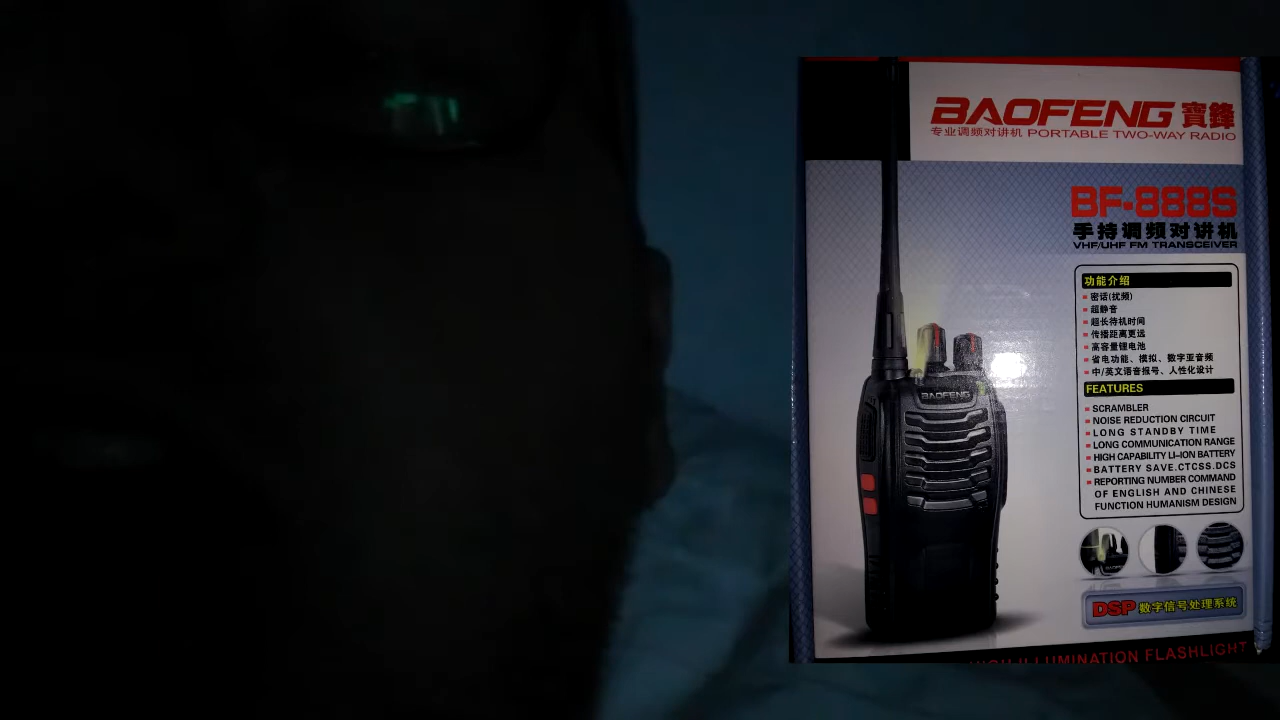 BAOFENG 寳鋒
专业调频对讲机 PORTABLE TWO-WAY RADIO
BF-888S
手持调频对讲机
VHF/UHF FM TRANSCEIVER
功能介绍
密话(扰频)
超静音
超长待机时间
传播距离更远
高容量锂电池
省电功能、模拟、数字亚音频
中/英文语音报号、人性化设计
FEATURES
SCRAMBLER
NOISE REDUCTION CIRCUIT
LONG STANDBY TIME
LONG COMMUNICATION RANGE
HIGH CAPABILITY LI-ION BATTERY
BATTERY SAVE.CTCSS.DCS
REPORTING NUMBER COMMAND
OF ENGLISH AND CHINESE
FUNCTION HUMANISM DESIGN
BAOFENG
BAOFENG
DSP 数字信号处理系统
HIGH ILLUMINATION FLASHLIGHT